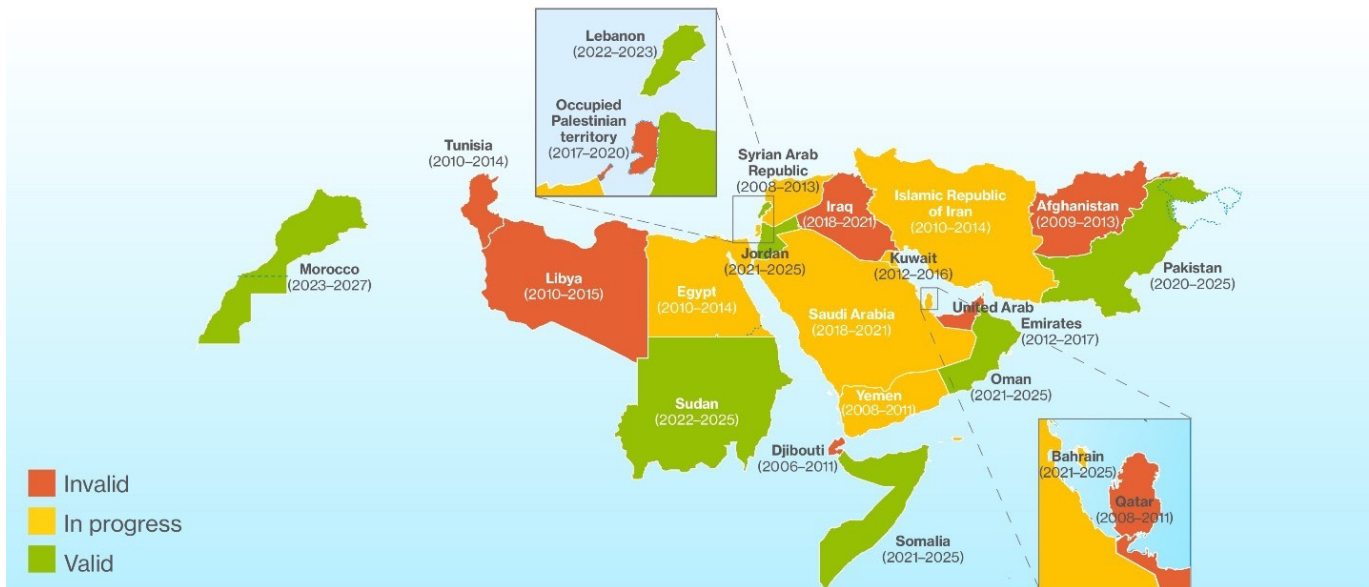 Lebanon
(2022–2023)
Occupied
Palestinian
territory
(2017–2020)
Tunisia
(2010–2014)
Syrian Arab
Republic
(2008–2013)
Iraq
(2018–2021)
Islamic Republic
of Iran
(2010–2014)
Afghanistan
(2009–2013)
Morocco
(2023–2027)
Libya
(2010–2015)
Egypt
(2010–2014)
Jordan
(2021–2025)
Kuwait
(2012–2016)
Pakistan
(2020–2025)
Saudi Arabia
(2018–2021)
United Arab
Emirates
(2012–2017)
Oman
(2021–2025)
Sudan
(2022–2025)
Yemen
(2008–2011)
Djibouti
(2006–2011)
Somalia
(2021–2025)
Bahrain
(2021–2025)
Qatar
(2008–2011)
Invalid
In progress
Valid